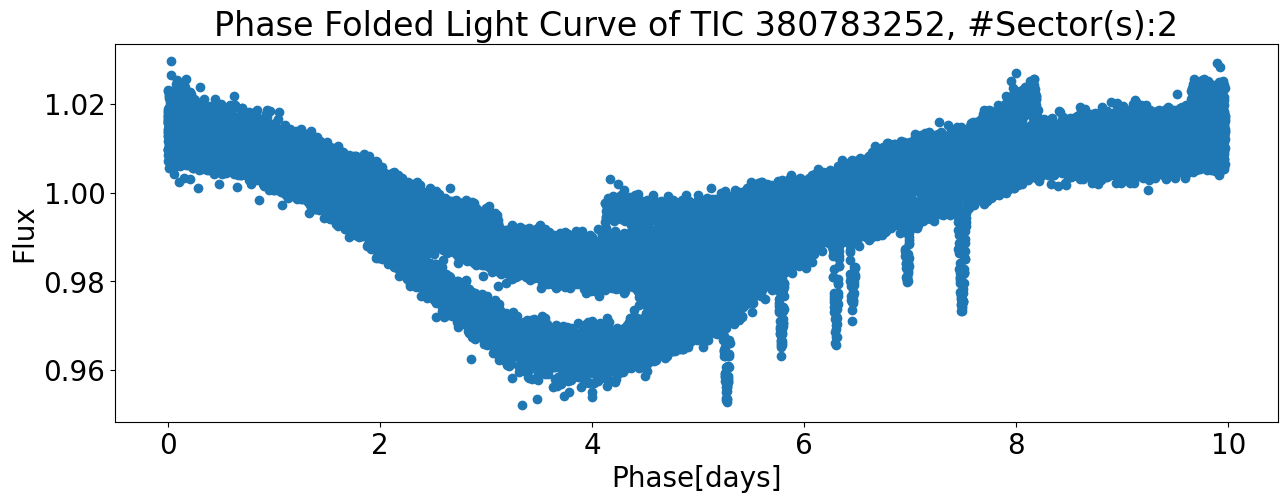 Phase Folded Light Curve of TIC 380783252, #Sector(s):2
Flux
1.02
1.00
0.98
0.96
0 2 4 6 8 10
Phase[days]